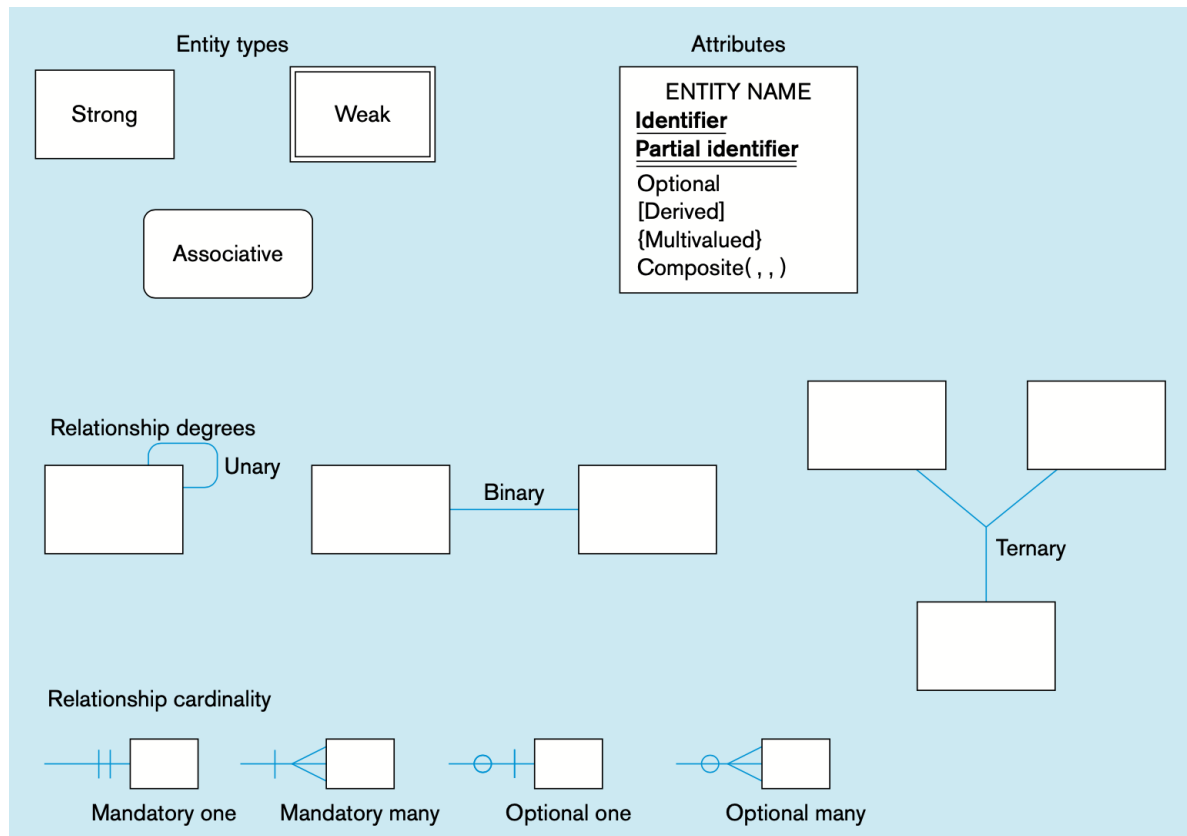 Entity types
Strong
Weak
Associative
Attributes
ENTITY NAME
Identifier
Partial identifier
Optional
[Derived]
{Multivalued}
Composite( , , )
Relationship degrees
Unary
Binary
Ternary
Relationship cardinality
Mandatory one
Mandatory many
Optional one
Optional many